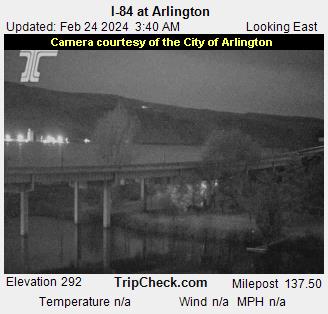 I-84 at Arlington
Updated: Feb 24 2024 3:40 AM Looking East
Camera courtesy of the City of Arlington
Elevation 292 TripCheck.com Milepost 137.50
Temperature n/a Wind n/a MPH n/a